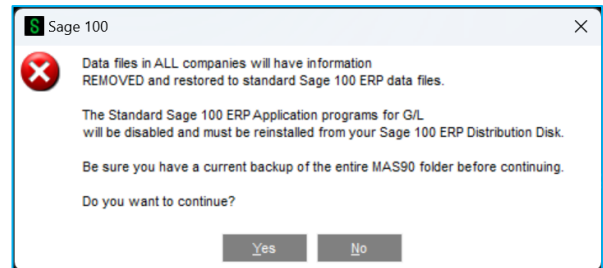 S Sage 100
Data files in ALL companies will have information
REMOVED and restored to standard Sage 100 ERP data files.
The Standard Sage 100 ERP Application programs for G/L
will be disabled and must be reinstalled from your Sage 100 ERP Distribution Disk.
Be sure you have a current backup of the entire MAS90 folder before continuing.
Do you want to continue?
Yes No